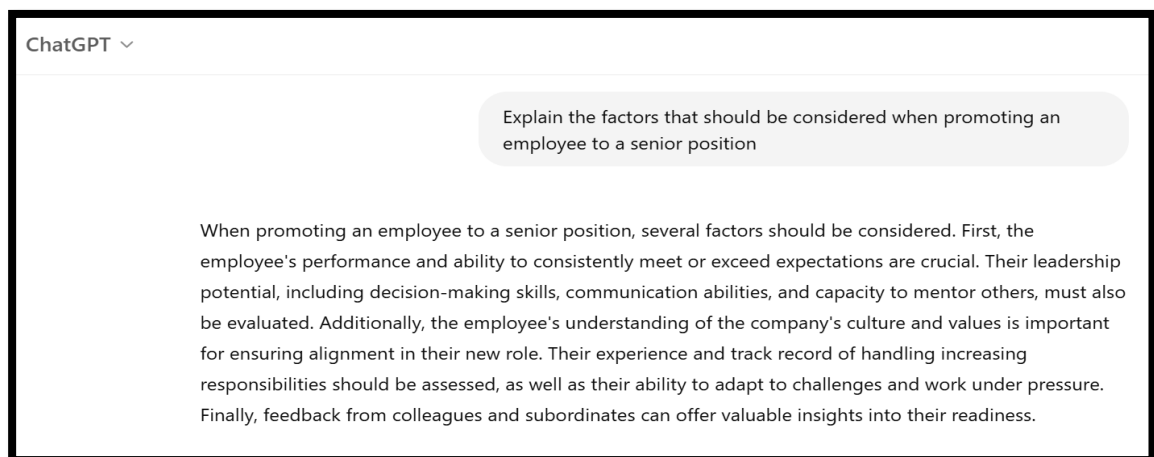 ChatGPT
Explain the factors that should be considered when promoting an
employee to a senior position
When promoting an employee to a senior position, several factors should be considered. First, the
employee's performance and ability to consistently meet or exceed expectations are crucial. Their leadership
potential, including decision-making skills, communication abilities, and capacity to mentor others, must also
be evaluated. Additionally, the employee's understanding of the company's culture and values is important
for ensuring alignment in their new role. Their experience and track record of handling increasing
responsibilities should be assessed, as well as their ability to adapt to challenges and work under pressure.
Finally, feedback from colleagues and subordinates can offer valuable insights into their readiness.